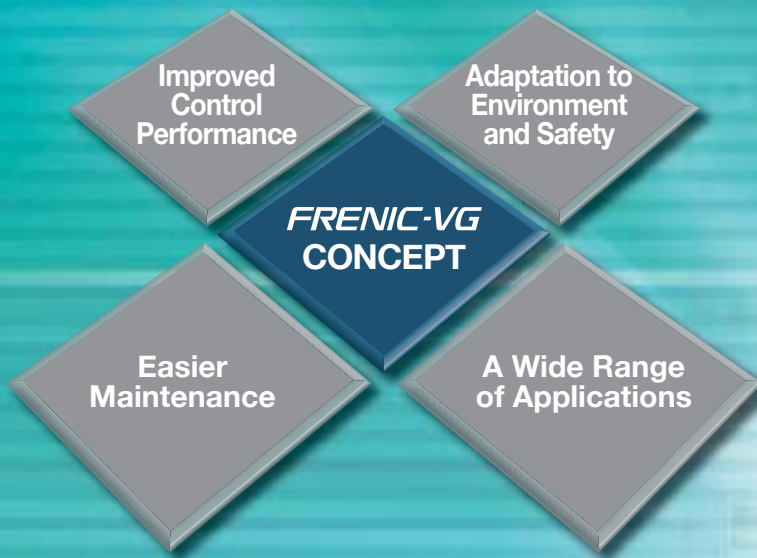 Improved
Control
Performance
Adaptation to
Environment
and Safety
FRENIC-VG
CONCEPT
Easier
Maintenance
A Wide Range
of Applications